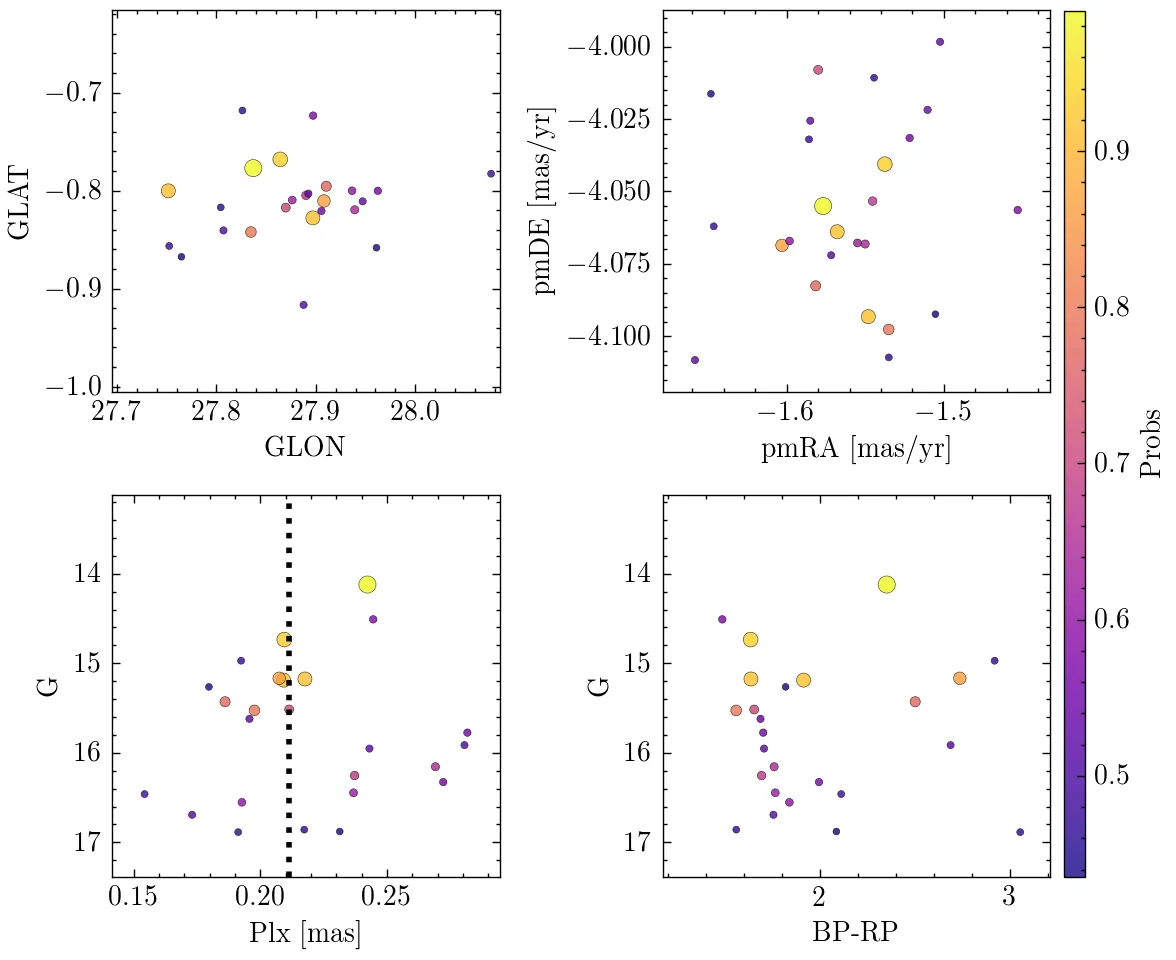 −0.7
−0.8
−0.9
−1.0
GLAT
27.7 27.8 27.9 28.0
GLON
−4.000
−4.025
−4.050
−4.075
−4.100
pmDE [mas/yr]
−1.6 −1.5
pmRA [mas/yr]
14
15
16
17
G
0.15 0.20 0.25
Plx [mas]
14
15
16
17
G
2 3
BP-RP
0.9
0.8
0.7
0.6
0.5
Probs